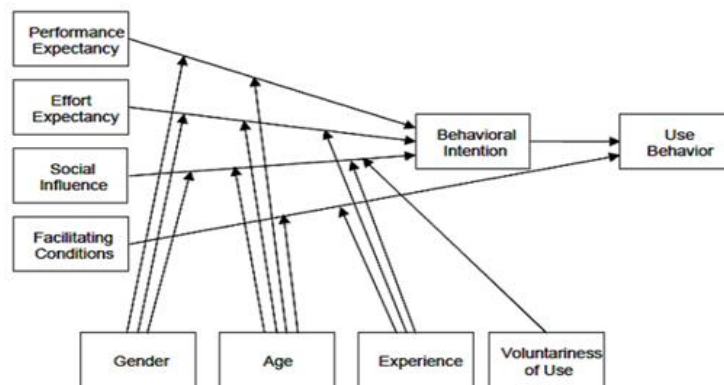 Performance
Expectancy
Effort
Expectancy
Social
Influence
Facilitating
Conditions
Behavioral
Intention
Use
Behavior
Gender
Age
Experience
Voluntariness
of Use